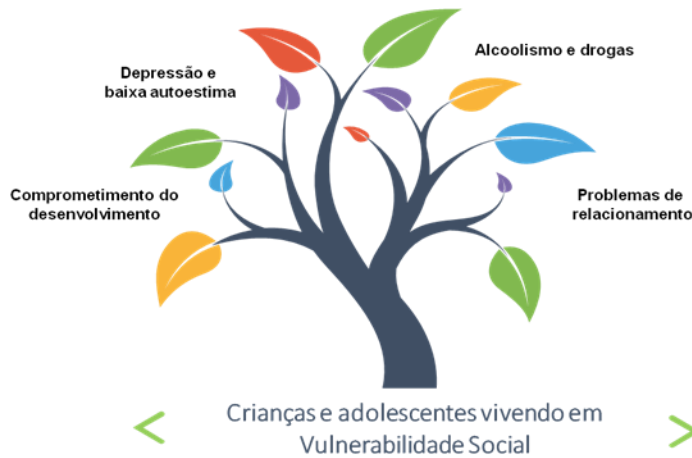 Depressão e
baixa autoestima
Alcoolismo e drogas
Comprometimento do
desenvolvimento
Problemas de
relacionamento
Crianças e adolescentes vivendo em
Vulnerabilidade Social